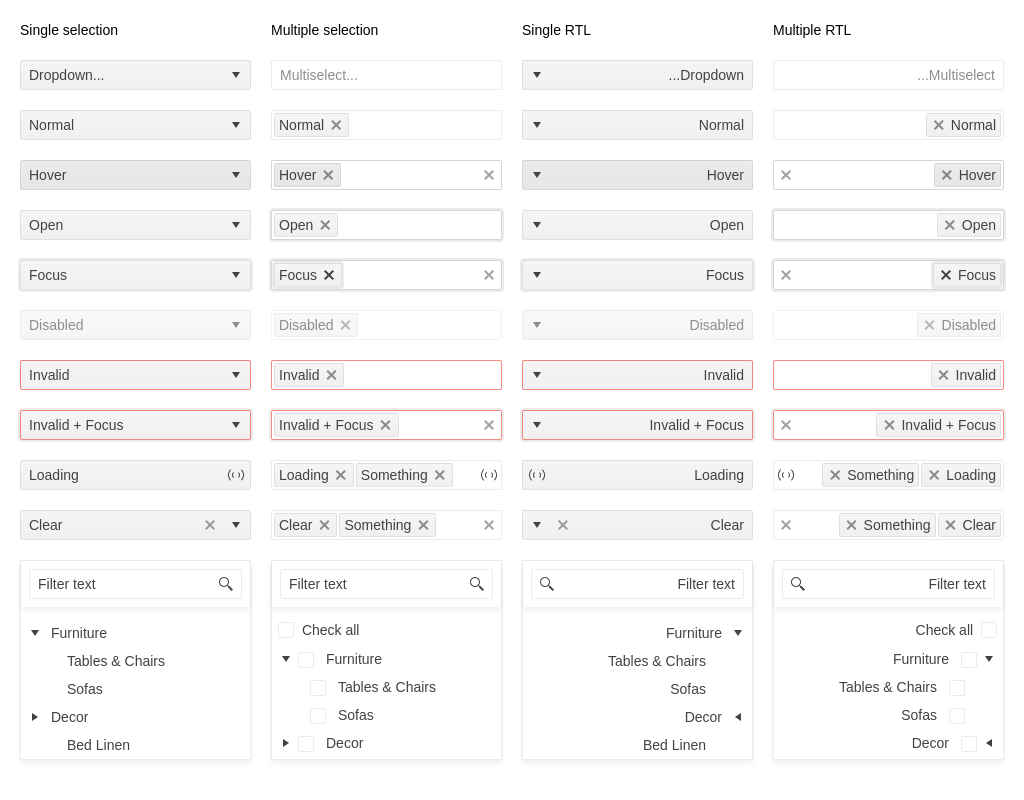 Single selection
Multiple selection
Single RTL
Multiple RTL
Dropdown...
Multiselect...
...Dropdown
...Multiselect
Normal
Normal
Normal
Normal
Hover
Hover
Hover
Hover
Open
Open
Open
Open
Focus
Focus
Focus
Focus
Disabled
Disabled
Disabled
Disabled
Invalid
Invalid
Invalid
Invalid
Invalid + Focus
Invalid + Focus
Invalid + Focus
Invalid + Focus
Loading
Loading Something
Loading
Something Loading
Clear
Clear Something
Clear
Something Clear
Filter text
Furniture
Tables & Chairs
Sofas
Decor
Bed Linen
Filter text
Check all
Furniture
Tables & Chairs
Sofas
Decor
Filter text
Furniture
Tables & Chairs
Sofas
Decor
Bed Linen
Filter text
Check all
Furniture
Tables & Chairs
Sofas
Decor